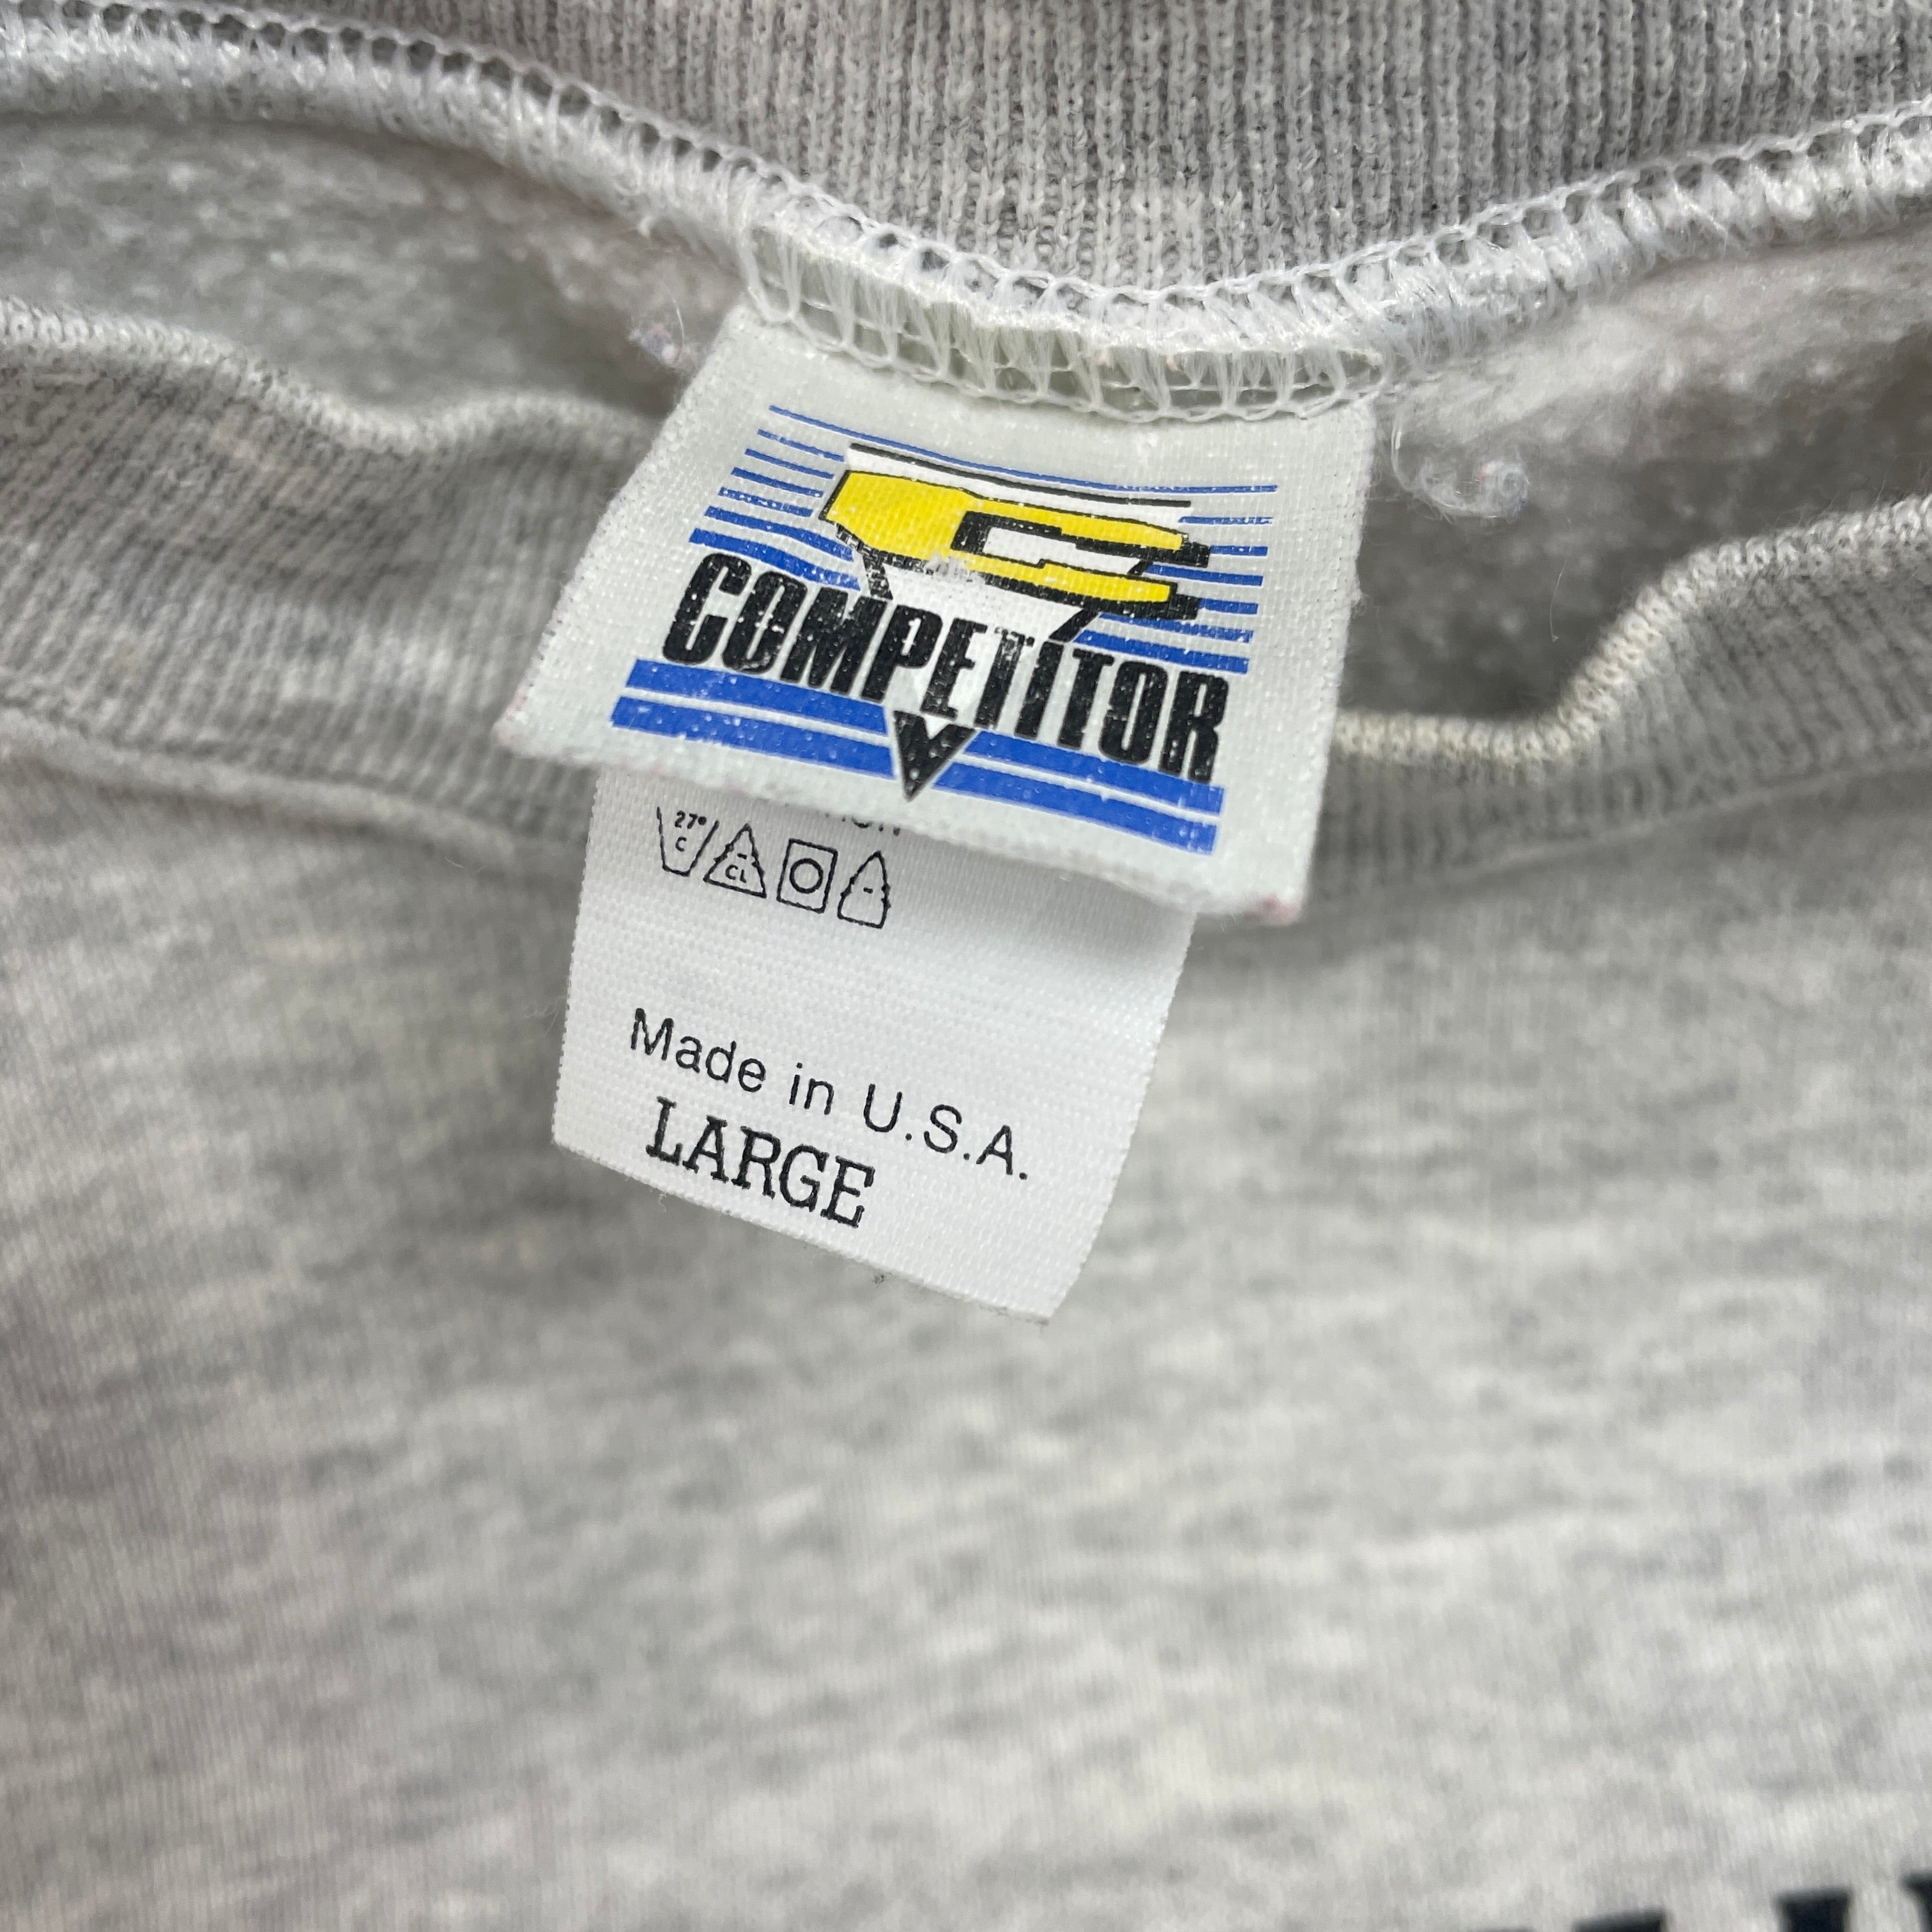 COMPETITOR
27°
C
CL
Made in U.S.A.
LARGE